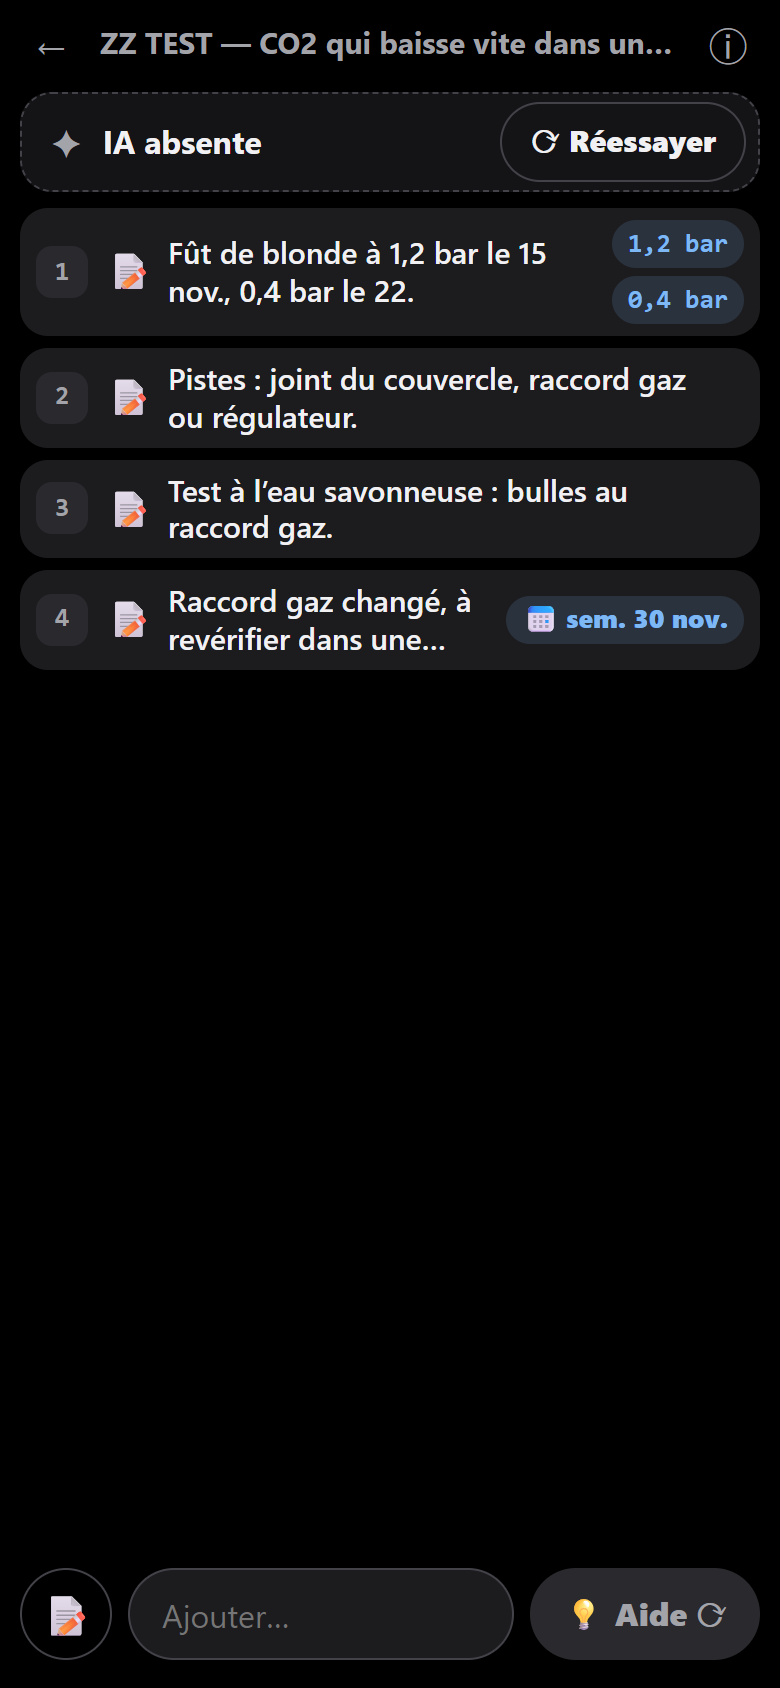 ← ZZ TEST — CO2 qui baisse vite dans un… ⓘ
✦ IA absente ⟳ Réessayer
1 📝 Fût de blonde à 1,2 bar le 15 1,2 bar
nov., 0,4 bar le 22. 0,4 bar
2 📝 Pistes : joint du couvercle, raccord gaz
ou régulateur.
3 📝 Test à l’eau savonneuse : bulles au
raccord gaz.
4 📝 Raccord gaz changé, à
revérifier dans une… 📅 sem. 30 nov.
📝 Ajouter… 💡 Aide ⟳